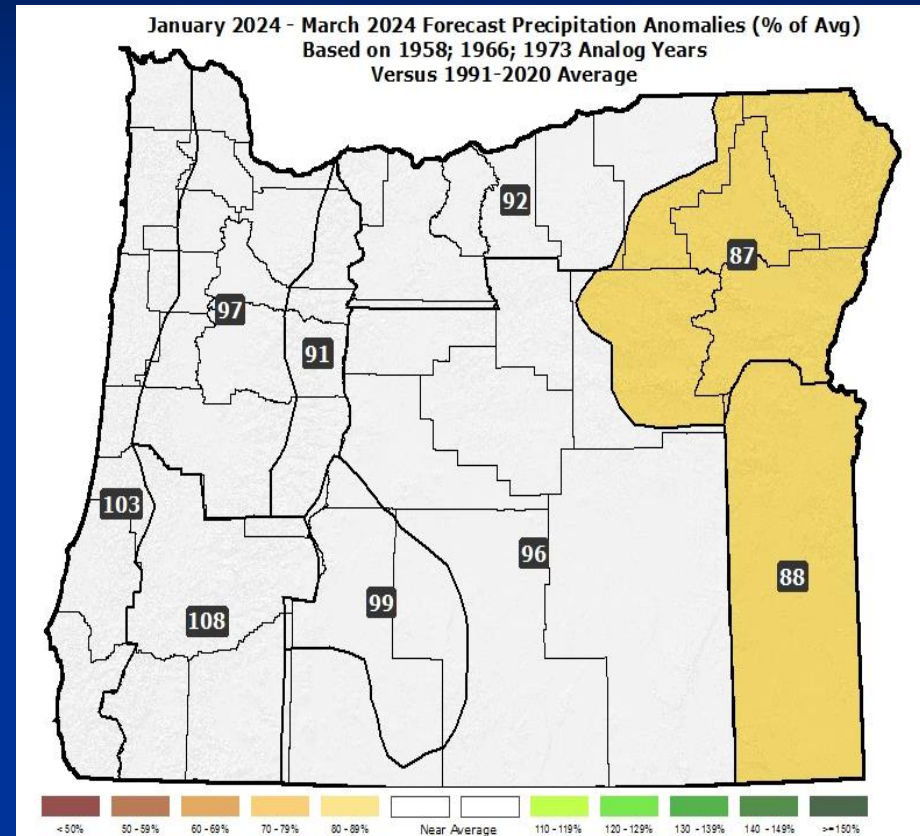 January 2024 - March 2024 Forecast Precipitation Anomalies (% of Avg)
Based on 1958; 1966; 1973 Analog Years
Versus 1991-2020 Average
92
87
97
91
103
96
88
99
108
<50%
50 - 59%
60 - 69%
70 - 79%
80 - 89%
Near Average
110 - 119%
120 - 129%
130 - 139%
140 - 149%
>=150%